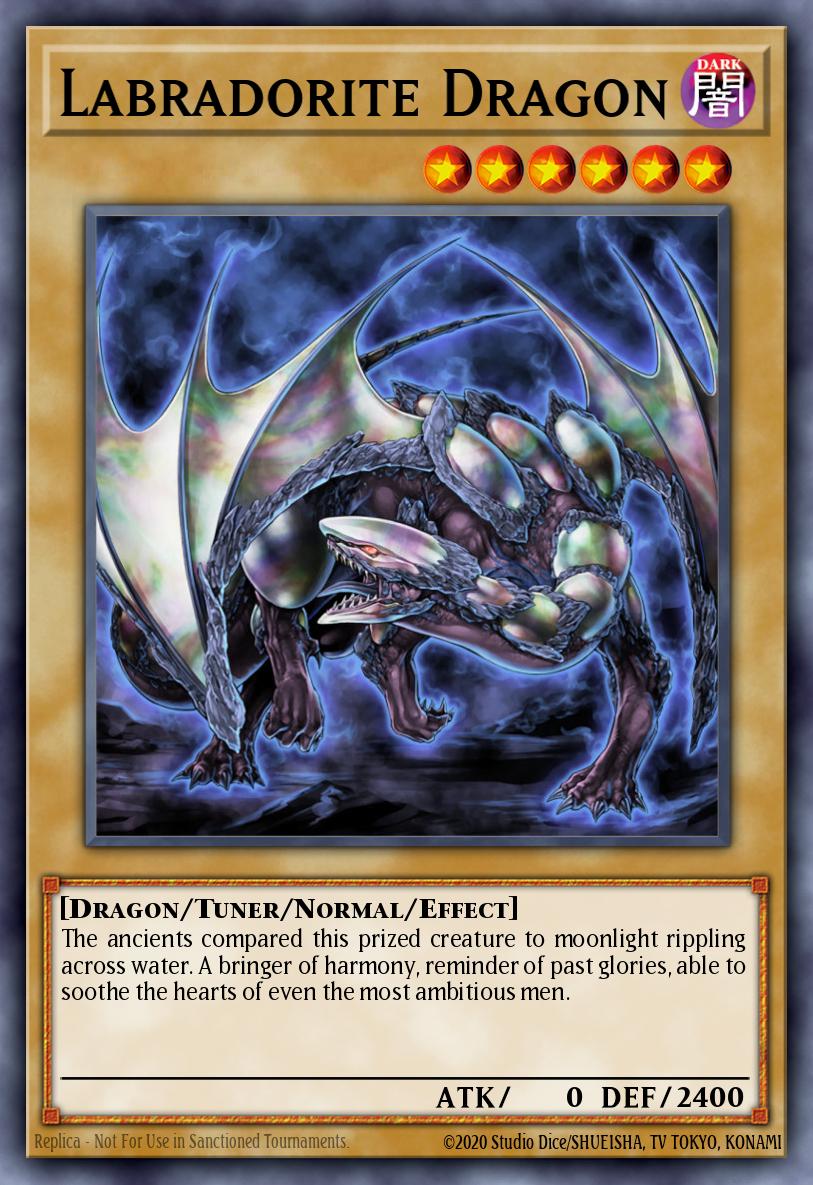 Labradorite Dragon
DARK
闇
[Dragon/Tuner/Normal/Effect]
The ancients compared this prized creature to moonlight rippling
across water. A bringer of harmony, reminder of past glories, able to
soothe the hearts of even the most ambitious men.
ATK/ 0 DEF/2400
Replica - Not For Use in Sanctioned Tournaments.
©2020 Studio Dice/SHUEISHA, TV TOKYO, KONAMI